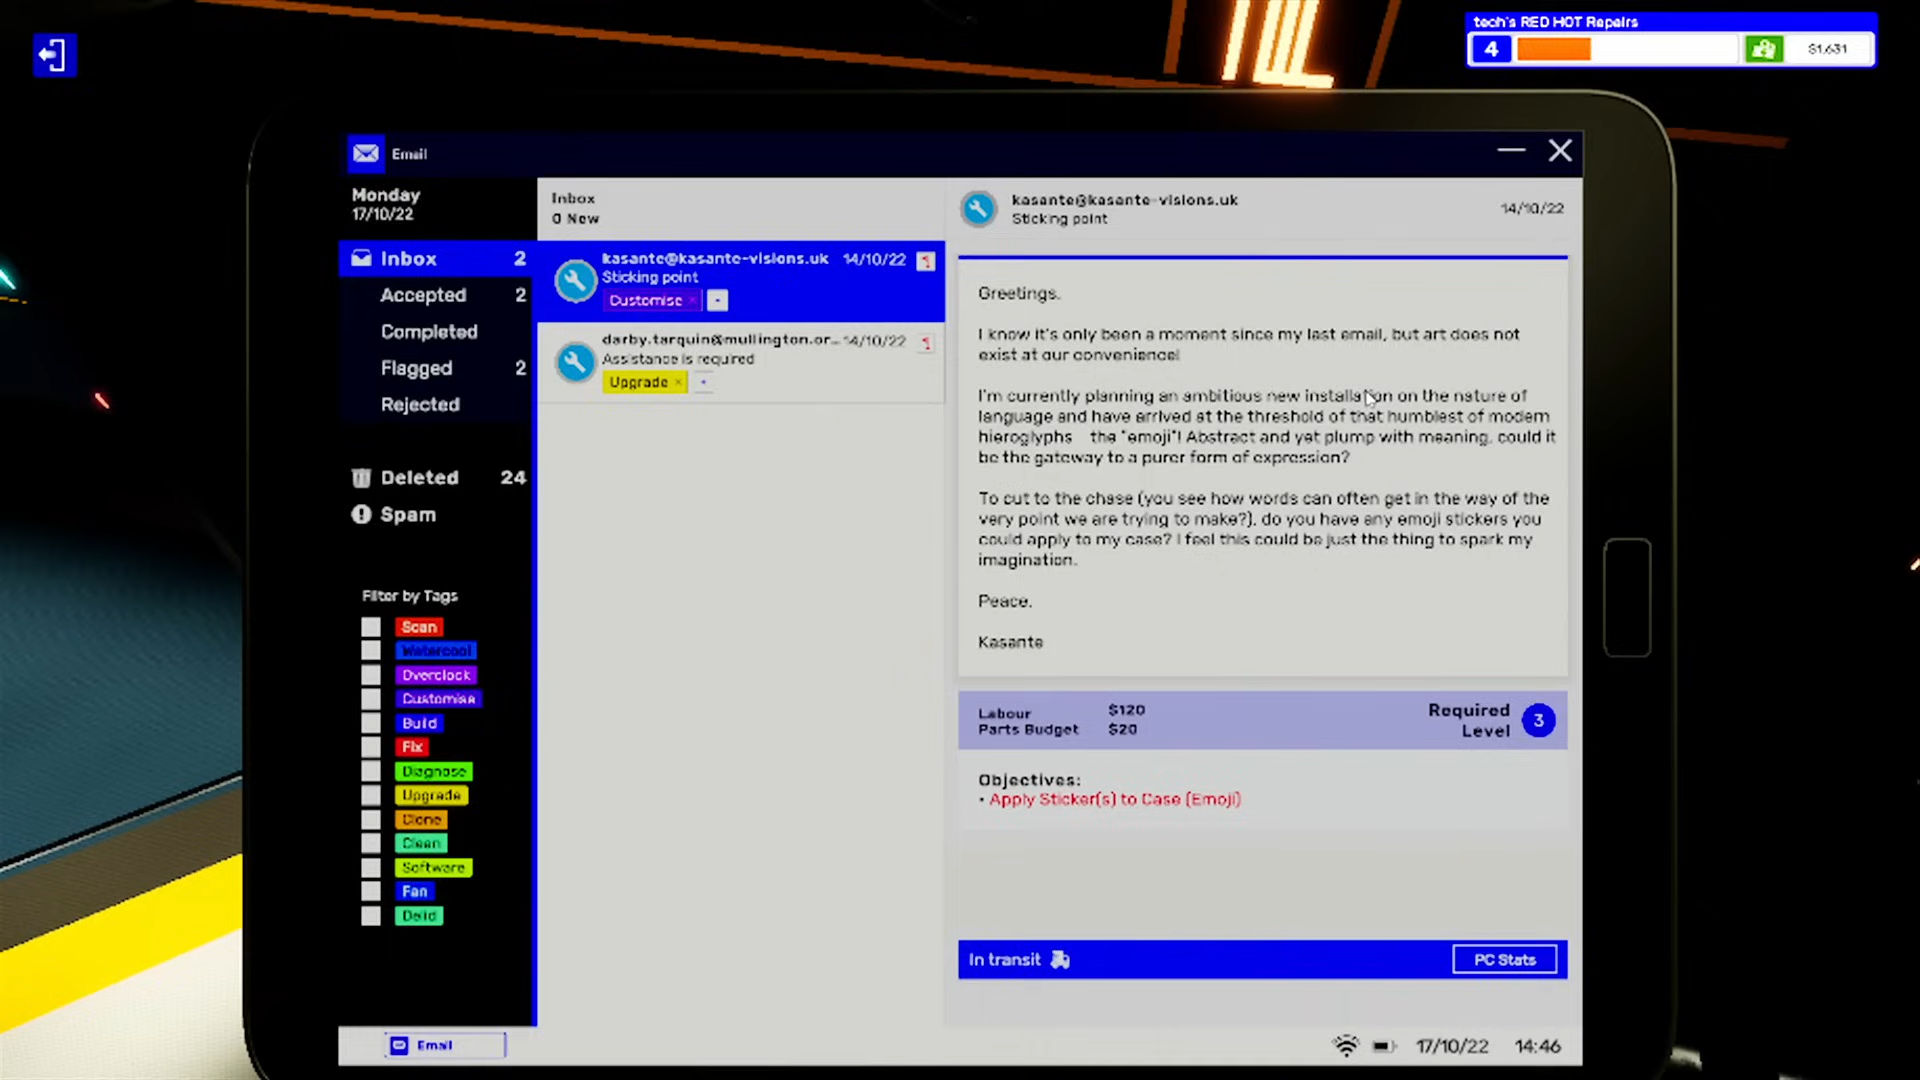 tech's RED HOT Repairs
4
$1,631
Email
Monday
17/10/22
Inbox 2
Accepted 2
Completed
Flagged 2
Rejected
Deleted 24
Spam
Filter by Tags
Scan
Watercool
Overclock
Customise
Build
Fix
Diagnose
Upgrade
Clone
Clean
Software
Fan
Delid
Email
Inbox
0 New
kasante@kasante-visions.uk 14/10/22
Sticking point
Customise ×
darby.tarquin@mullington.or... 14/10/22
Assistance is required
Upgrade ×
kasante@kasante-visions.uk
Sticking point
14/10/22
Greetings,
I know it's only been a moment since my last email, but art does not
exist at our convenience!
I'm currently planning an ambitious new installation on the nature of
language and have arrived at the threshold of that humblest of modern
hieroglyphs the "emoji"! Abstract and yet plump with meaning, could it
be the gateway to a purer form of expression?
To cut to the chase (you see how words can often get in the way of the
very point we are trying to make?), do you have any emoji stickers you
could apply to my case? I feel this could be just the thing to spark my
imagination.
Peace,
Kasante
Labour $120
Parts Budget $20
Required
Level 3
Objectives:
• Apply Sticker(s) to Case (Emoji)
In transit
PC Stats
17/10/22 14:46